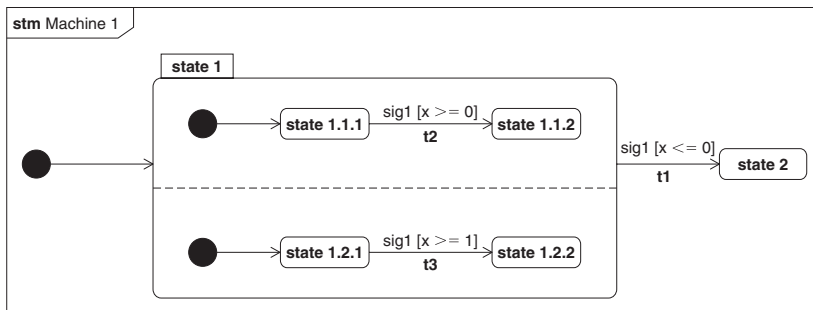 stm Machine 1
state 1
state 1.1.1
sig1 [x >= 0]
t2
state 1.1.2
sig1 [x <= 0]
t1
state 2
state 1.2.1
sig1 [x >= 1]
t3
state 1.2.2